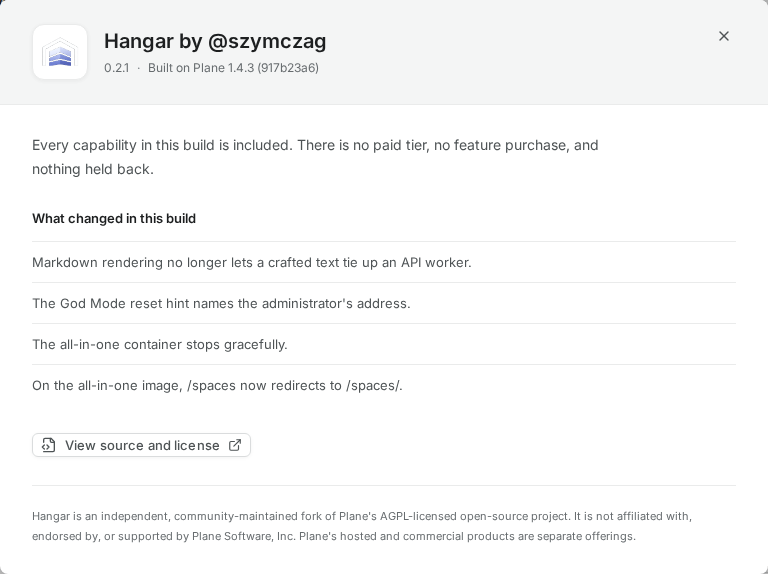 Hangar by @szymczag
0.2.1 · Built on Plane 1.4.3 (917b23a6)
Every capability in this build is included. There is no paid tier, no feature purchase, and
nothing held back.
What changed in this build
Markdown rendering no longer lets a crafted text tie up an API worker.
The God Mode reset hint names the administrator's address.
The all-in-one container stops gracefully.
On the all-in-one image, /spaces now redirects to /spaces/.
View source and license
Hangar is an independent, community-maintained fork of Plane's AGPL-licensed open-source project. It is not affiliated with,
endorsed by, or supported by Plane Software, Inc. Plane's hosted and commercial products are separate offerings.